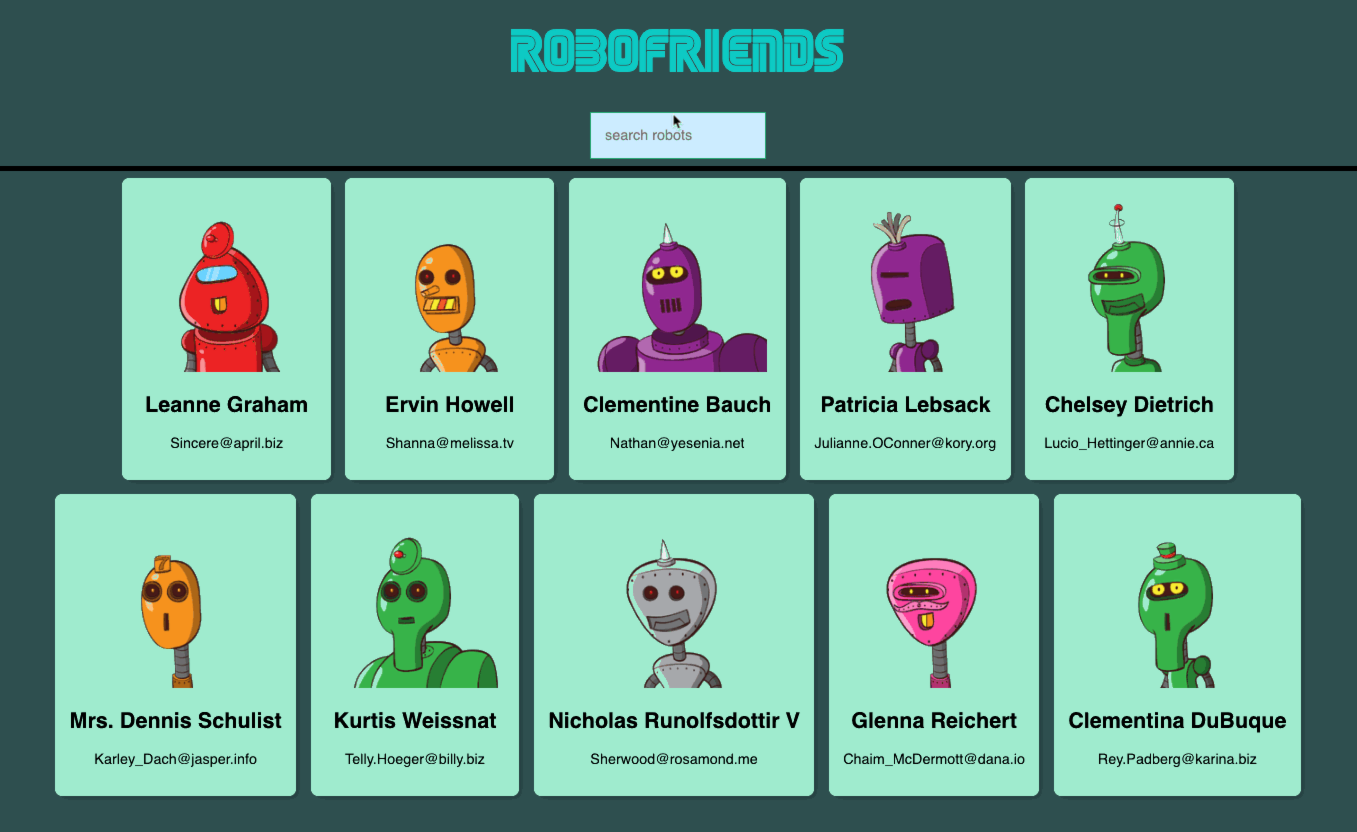 ROBOFRIENDS
search robots
Leanne Graham
Sincere@april.biz
Ervin Howell
Shanna@melissa.tv
Clementine Bauch
Nathan@yesenia.net
Patricia Lebsack
Julianne.OConner@kory.org
Chelsey Dietrich
Lucio_Hettinger@annie.ca
7
Mrs. Dennis Schulist
Karley_Dach@jasper.info
Kurtis Weissnat
Telly.Hoeger@billy.biz
Nicholas Runolfsdottir V
Sherwood@rosamond.me
Glenna Reichert
Chaim_McDermott@dana.io
Clementina DuBuque
Rey.Padberg@karina.biz